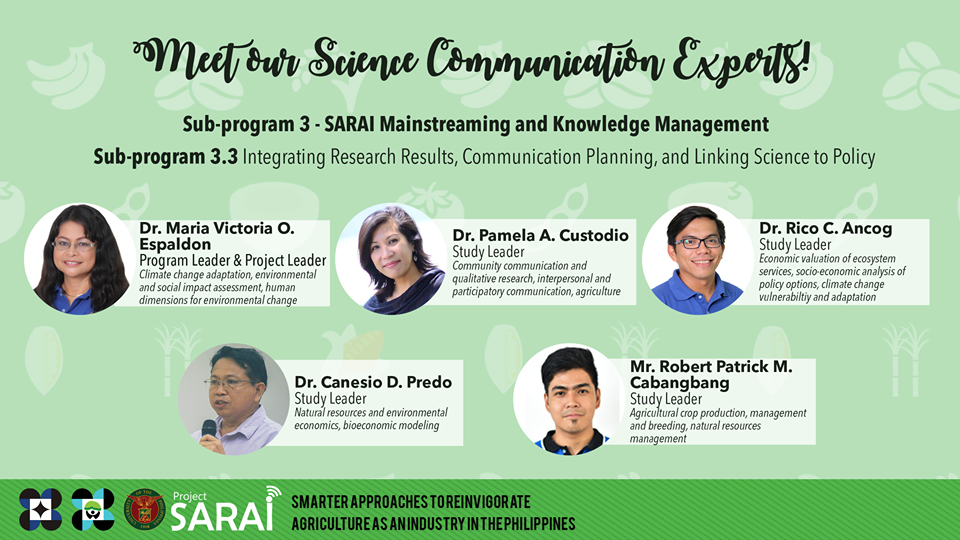 Meet our Science Communication Experts!
Sub-program 3 - SARAI Mainstreaming and Knowledge Management
Sub-program 3.3 Integrating Research Results, Communication Planning, and Linking Science to Policy
Dr. Maria Victoria O.
Espaldon
Program Leader & Project Leader
Climate change adaptation, environmental
and social impact assessment, human
dimensions for environmental change
Dr. Pamela A. Custodio
Study Leader
Community communication and
qualitative research, interpersonal and
participatory communication, agriculture
Dr. Rico C. Ancog
Study Leader
Economic valuation of ecosystem
services, socio-economic analysis of
policy options, climate change
vulnerabiltiy and adaptation
Dr. Canesio D. Predo
Study Leader
Natural resources and environmental
economics, bioeconomic modeling
Mr. Robert Patrick M.
Cabangbang
Study Leader
Agricultural crop production, management
and breeding, natural resources
management
Project
SARAI
SMARTER APPROACHES TO REINVIGORATE
AGRICULTURE AS AN INDUSTRY IN THE PHILIPPINES